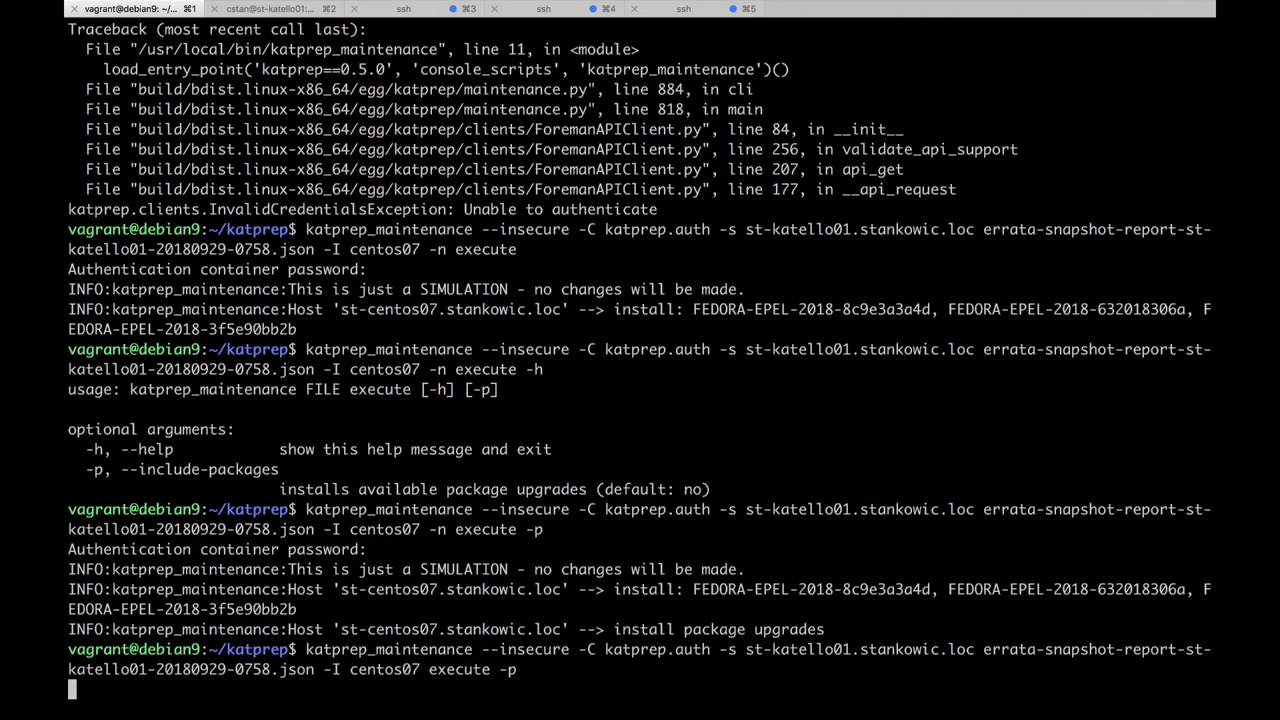 × vagrant@debian9: ~/... ⌘1 × cstan@st-katello01:... ⌘2 × ssh ⌘3 × ssh ⌘4 × ssh ⌘5
Traceback (most recent call last):
File "/usr/local/bin/katprep_maintenance", line 11, in <module>
load_entry_point('katprep==0.5.0', 'console_scripts', 'katprep_maintenance')()
File "build/bdist.linux-x86_64/egg/katprep/maintenance.py", line 884, in cli
File "build/bdist.linux-x86_64/egg/katprep/maintenance.py", line 818, in main
File "build/bdist.linux-x86_64/egg/katprep/clients/ForemanAPIClient.py", line 84, in __init__
File "build/bdist.linux-x86_64/egg/katprep/clients/ForemanAPIClient.py", line 256, in validate_api_support
File "build/bdist.linux-x86_64/egg/katprep/clients/ForemanAPIClient.py", line 207, in api_get
File "build/bdist.linux-x86_64/egg/katprep/clients/ForemanAPIClient.py", line 177, in __api_request
katprep.clients.InvalidCredentialsException: Unable to authenticate
vagrant@debian9:~/katprep$ katprep_maintenance --insecure -C katprep.auth -s st-katello01.stankowic.loc errata-snapshot-report-st-
katello01-20180929-0758.json -I centos07 -n execute
Authentication container password:
INFO:katprep_maintenance:This is just a SIMULATION - no changes will be made.
INFO:katprep_maintenance:Host 'st-centos07.stankowic.loc' --> install: FEDORA-EPEL-2018-8c9e3a3a4d, FEDORA-EPEL-2018-632018306a, F
EDORA-EPEL-2018-3f5e90bb2b
vagrant@debian9:~/katprep$ katprep_maintenance --insecure -C katprep.auth -s st-katello01.stankowic.loc errata-snapshot-report-st-
katello01-20180929-0758.json -I centos07 -n execute -h
usage: katprep_maintenance FILE execute [-h] [-p]
optional arguments:
-h, --help show this help message and exit
-p, --include-packages
installs available package upgrades (default: no)
vagrant@debian9:~/katprep$ katprep_maintenance --insecure -C katprep.auth -s st-katello01.stankowic.loc errata-snapshot-report-st-
katello01-20180929-0758.json -I centos07 -n execute -p
Authentication container password:
INFO:katprep_maintenance:This is just a SIMULATION - no changes will be made.
INFO:katprep_maintenance:Host 'st-centos07.stankowic.loc' --> install: FEDORA-EPEL-2018-8c9e3a3a4d, FEDORA-EPEL-2018-632018306a, F
EDORA-EPEL-2018-3f5e90bb2b
INFO:katprep_maintenance:Host 'st-centos07.stankowic.loc' --> install package upgrades
vagrant@debian9:~/katprep$ katprep_maintenance --insecure -C katprep.auth -s st-katello01.stankowic.loc errata-snapshot-report-st-
katello01-20180929-0758.json -I centos07 execute -p